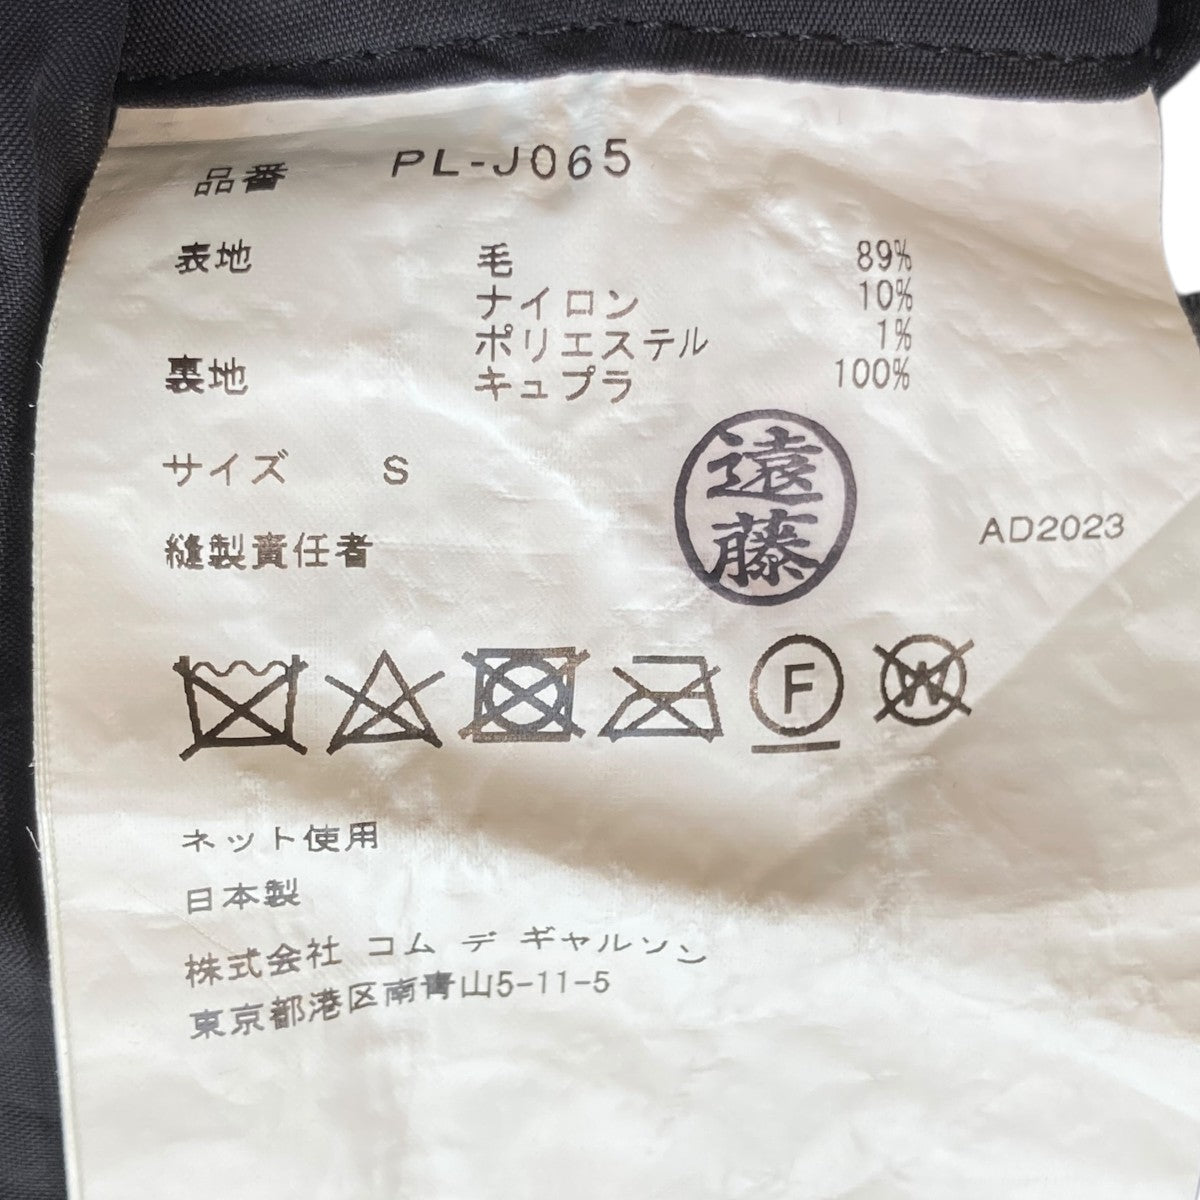 品番 PL-J065
表地 毛 89%
ナイロン 10%
ポリエステル 1%
裏地 キュプラ 100%
サイズ S
遠藤
AD2023
縫製責任者
F
W
ネット使用
日本製
株式会社 コム デ ギャルソン
東京都港区南青山5-11-5